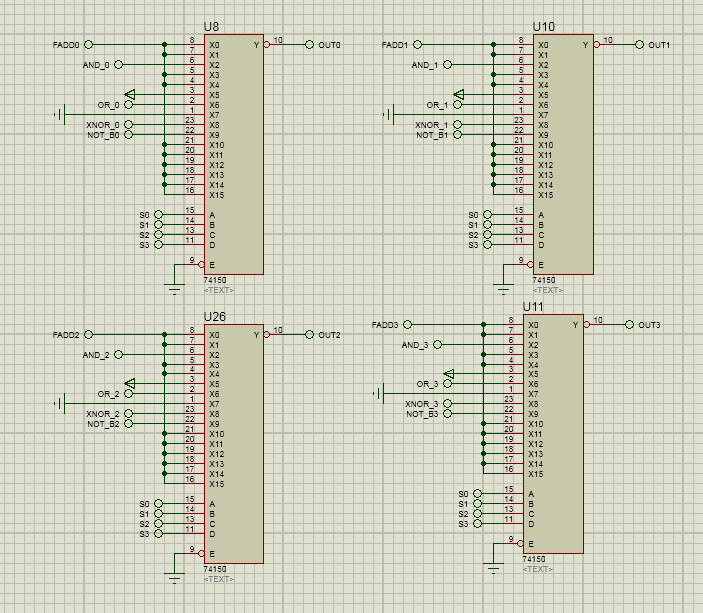 U8
FADD0 8 X0 Y 10 OUT0
7 X1
AND_0 6 X2
5 X3
4 X4
3 X5
OR_0 2 X6
1 X7
XNOR_0 23 X8
NOT_B0 22 X9
21 X10
20 X11
19 X12
18 X13
17 X14
16 X15
S0 15 A
S1 14 B
S2 13 C
S3 11 D
9 E
74150
<TEXT>
U10
FADD1 8 X0 Y 10 OUT1
7 X1
AND_1 6 X2
5 X3
4 X4
3 X5
OR_1 2 X6
1 X7
XNOR_1 23 X8
NOT_B1 22 X9
21 X10
20 X11
19 X12
18 X13
17 X14
16 X15
S0 15 A
S1 14 B
S2 13 C
S3 11 D
9 E
74150
<TEXT>
U26
FADD2 8 X0 Y 10 OUT2
7 X1
AND_2 6 X2
5 X3
4 X4
3 X5
OR_2 2 X6
1 X7
XNOR_2 23 X8
NOT_B2 22 X9
21 X10
20 X11
19 X12
18 X13
17 X14
16 X15
S0 15 A
S1 14 B
S2 13 C
S3 11 D
9 E
74150
<TEXT>
U11
FADD3 8 X0 Y 10 OUT3
7 X1
AND_3 6 X2
5 X3
4 X4
3 X5
OR_3 2 X6
1 X7
XNOR_3 23 X8
NOT_B3 22 X9
21 X10
20 X11
19 X12
18 X13
17 X14
16 X15
S0 15 A
S1 14 B
S2 13 C
S3 11 D
9 E
74150
<TEXT>